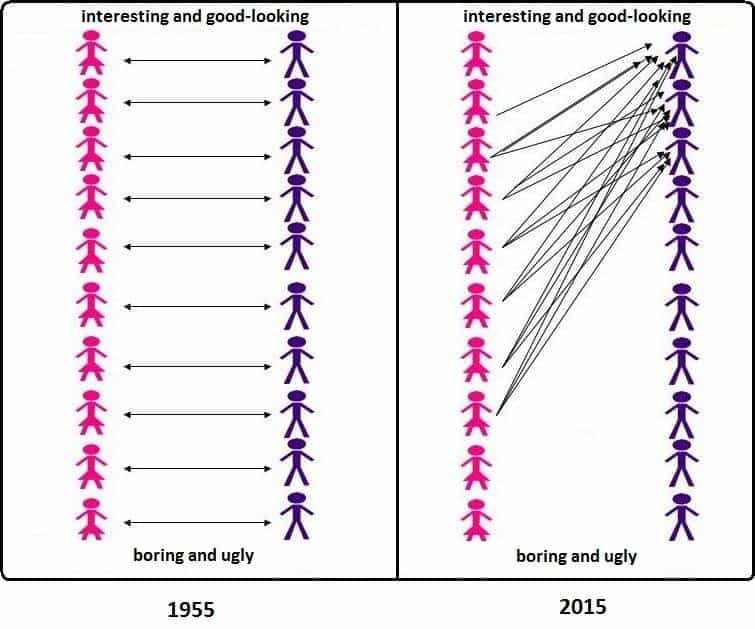 interesting and good-looking
boring and ugly
1955
interesting and good-looking
boring and ugly
2015